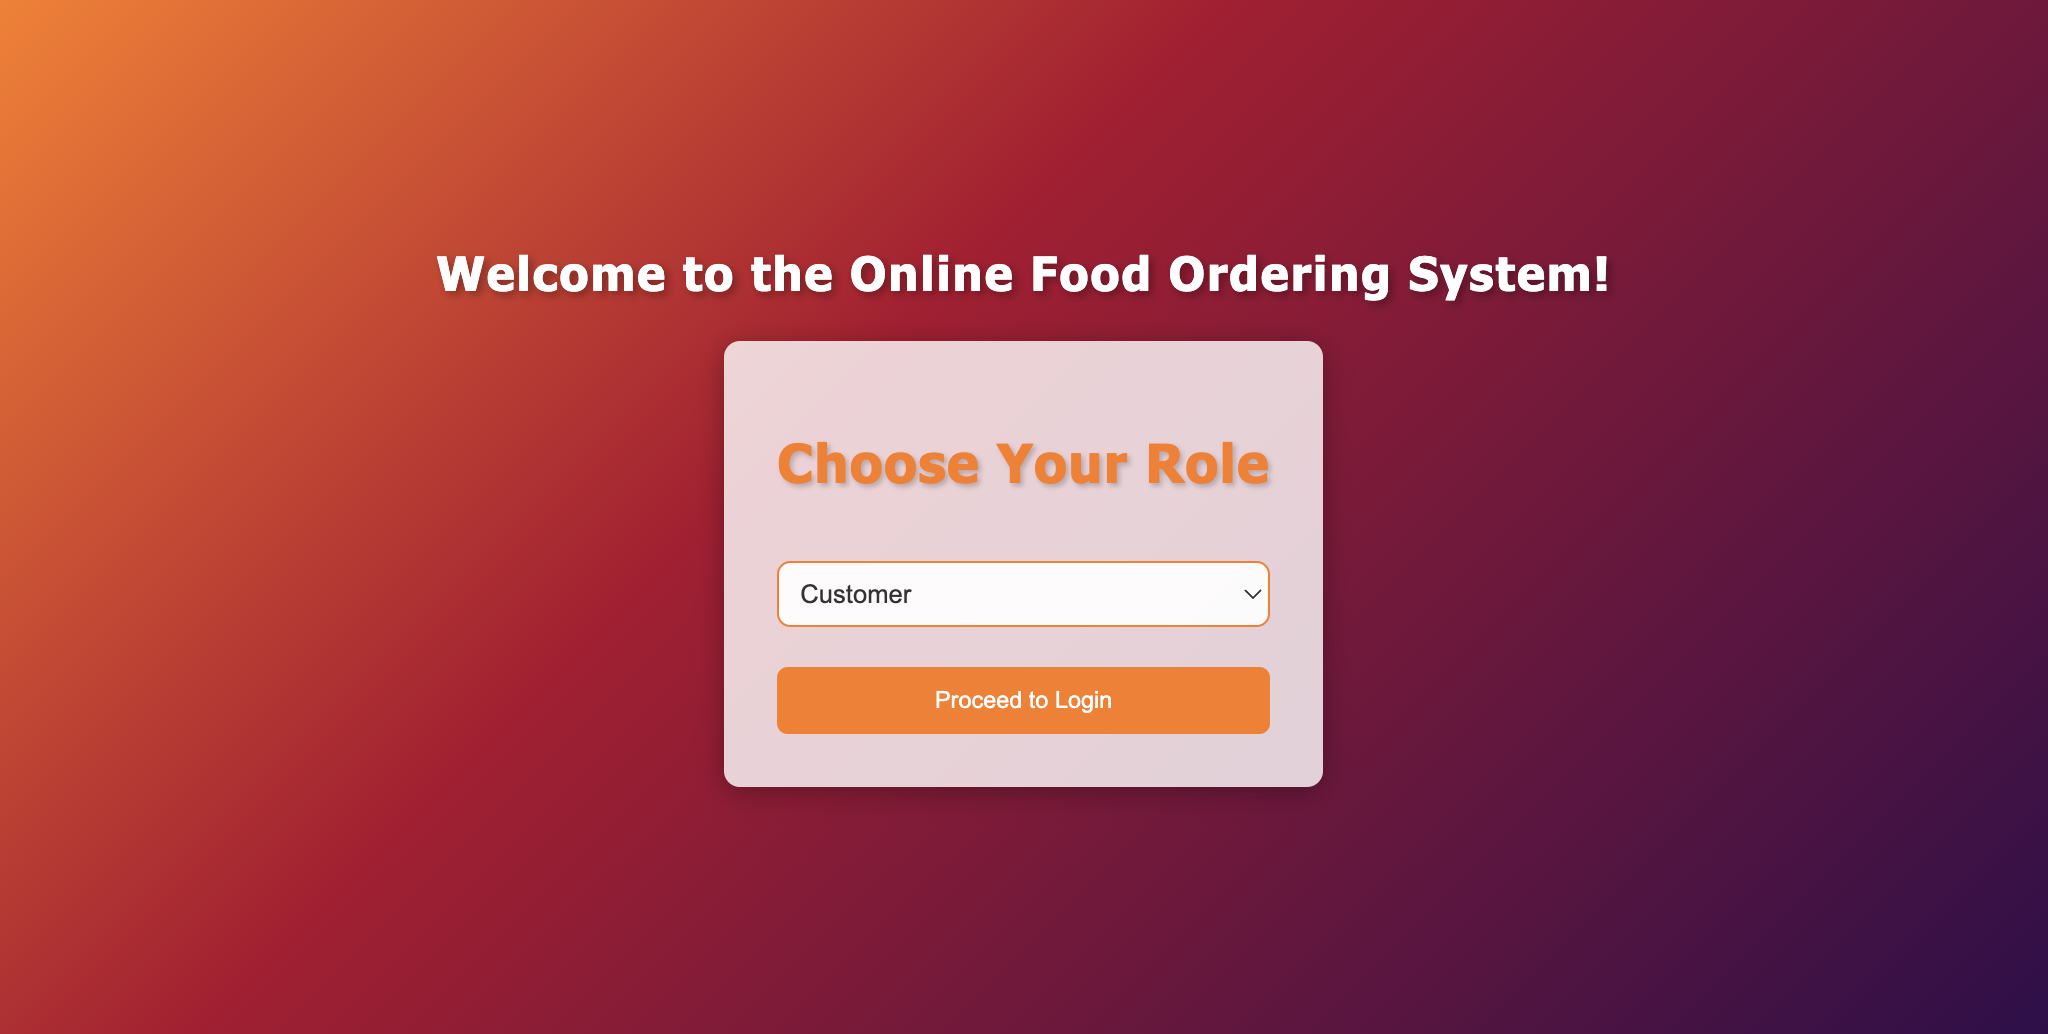 Welcome to the Online Food Ordering System!
Choose Your Role
Customer
Proceed to Login